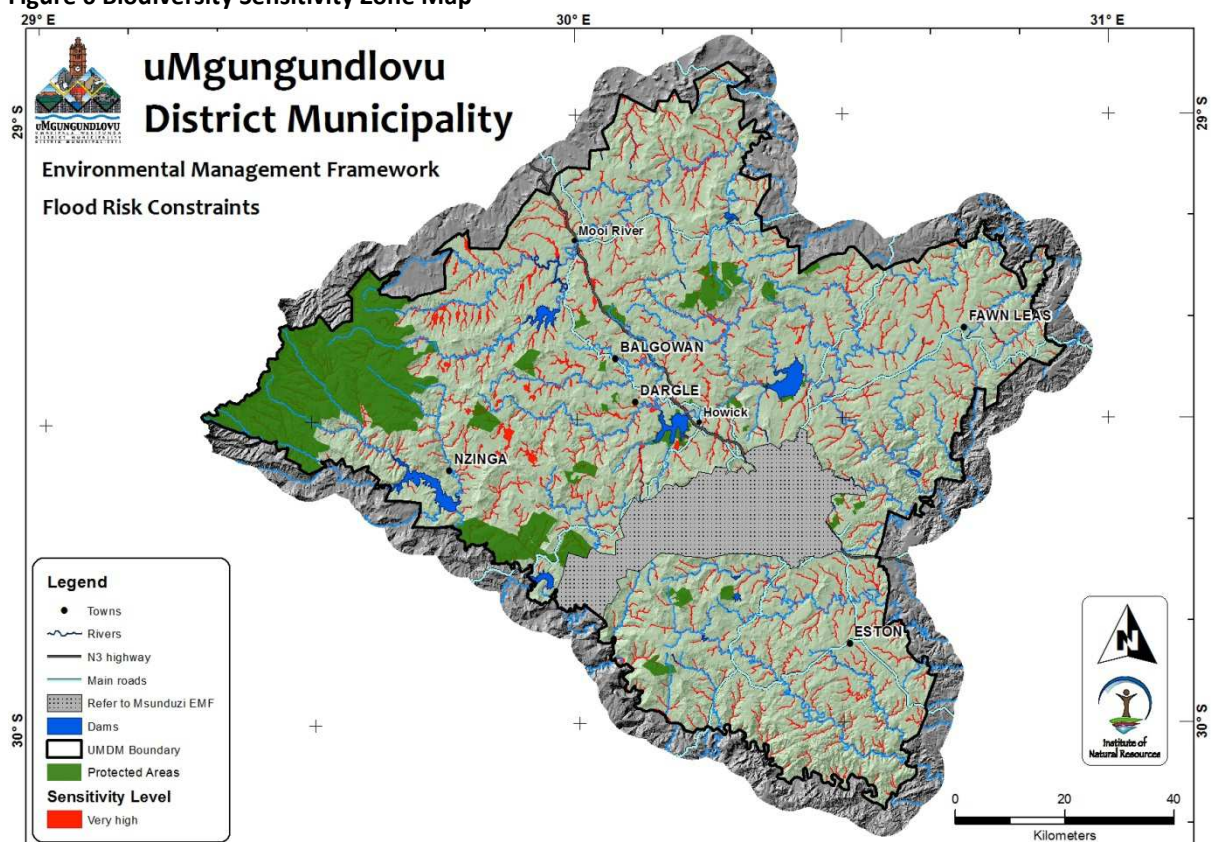 Figure 6 Biodiversity Sensitivity Zone Map
29° E
30° E
31° E
uMgungundlovu
District Municipality
uMGUNGUNDLOVU
Environmental Management Framework
Flood Risk Constraints
29° S
29° S
Mooi River
FAWN LEAS
BALGOWAN
DARGLE
Howick
NZINGA
ESTON
Legend
Towns
Rivers
N3 highway
Main roads
Refer to Msunduzi EMF
Dams
UMDM Boundary
Protected Areas
Sensitivity Level
Very high
30° S
30° S
N
Institute of
Natural Resources
0 20 40
Kilometers